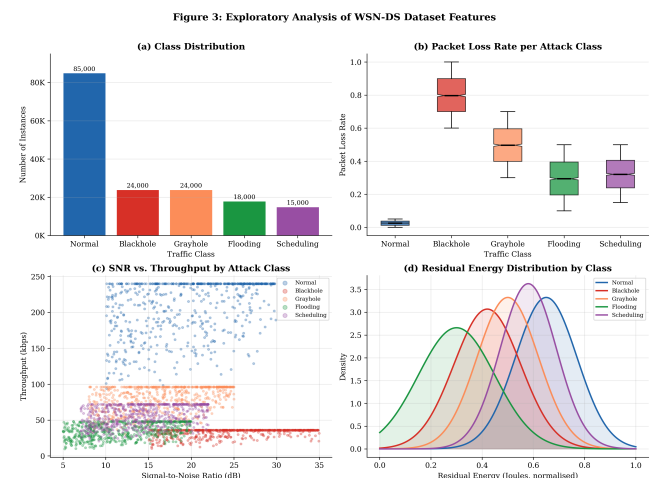 Figure 3: Exploratory Analysis of WSN-DS Dataset Features
(a) Class Distribution
Number of Instances
80K
60K
40K
20K
0K
85,000
24,000
24,000
18,000
15,000
Normal Blackhole Grayhole Flooding Scheduling
Traffic Class
(b) Packet Loss Rate per Attack Class
Packet Loss Rate
1.0
0.8
0.6
0.4
0.2
0.0
Normal Blackhole Grayhole Flooding Scheduling
Traffic Class
(c) SNR vs. Throughput by Attack Class
Throughput (kbps)
250
200
150
100
50
0
Normal
Blackhole
Grayhole
Flooding
Scheduling
5 10 15 20 25 30 35
Signal-to-Noise Ratio (dB)
(d) Residual Energy Distribution by Class
Density
3.5
3.0
2.5
2.0
1.5
1.0
0.5
0.0
Normal
Blackhole
Grayhole
Flooding
Scheduling
0.0 0.2 0.4 0.6 0.8 1.0
Residual Energy (Joules, normalised)